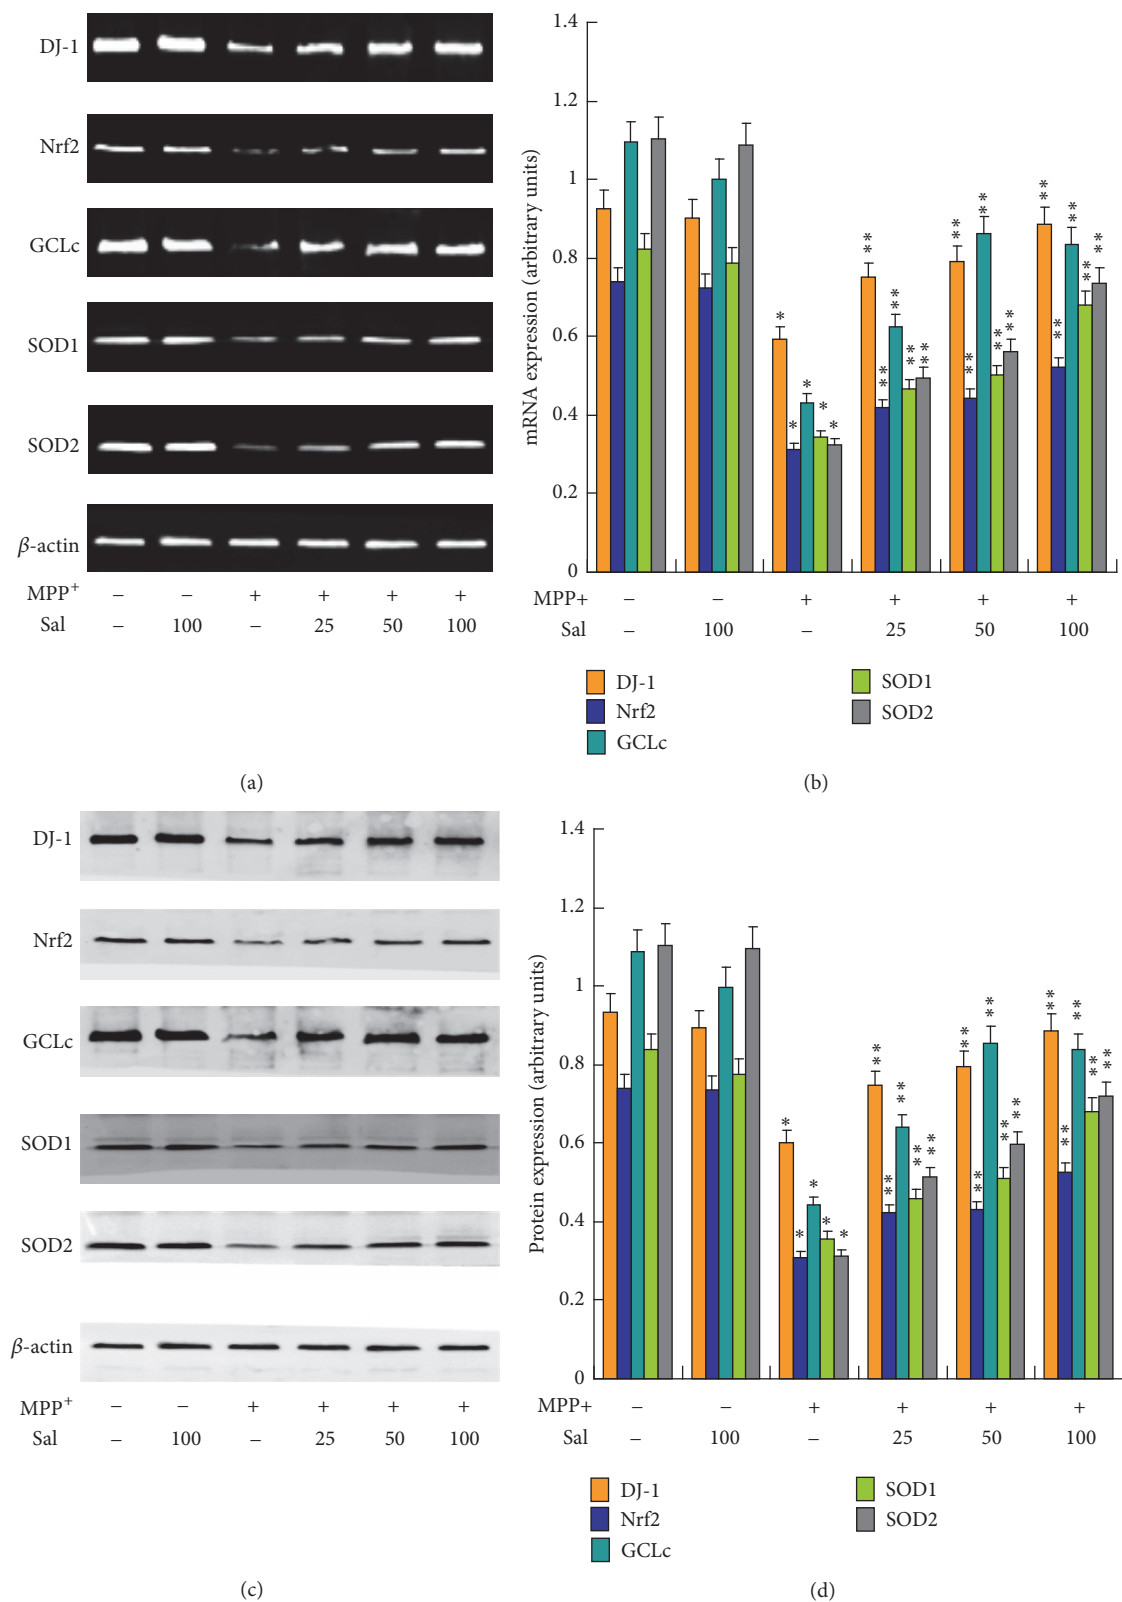 DJ-1
Nrf2
GCLc
SOD1
SOD2
β-actin
MPP+ – – + + + +
Sal – 100 – 25 50 100
(a)
mRNA expression (arbitrary units)
1.4
1.2
1
0.8
0.6
0.4
0.2
0
** ** ** ** ** ** ** ** ** ** ** ** ** ** **
* * * * *
MPP+ – – + + + +
Sal – 100 – 25 50 100
DJ-1 SOD1
Nrf2 SOD2
GCLc
(b)
DJ-1
Nrf2
GCLc
SOD1
SOD2
β-actin
MPP+ – – + + + +
Sal – 100 – 25 50 100
(c)
Protein expression (arbitrary units)
1.4
1.2
1
0.8
0.6
0.4
0.2
0
** ** ** ** ** ** ** ** ** ** ** ** ** ** **
* * * * *
MPP+ – – + + + +
Sal – 100 – 25 50 100
DJ-1 SOD1
Nrf2 SOD2
GCLc
(d)